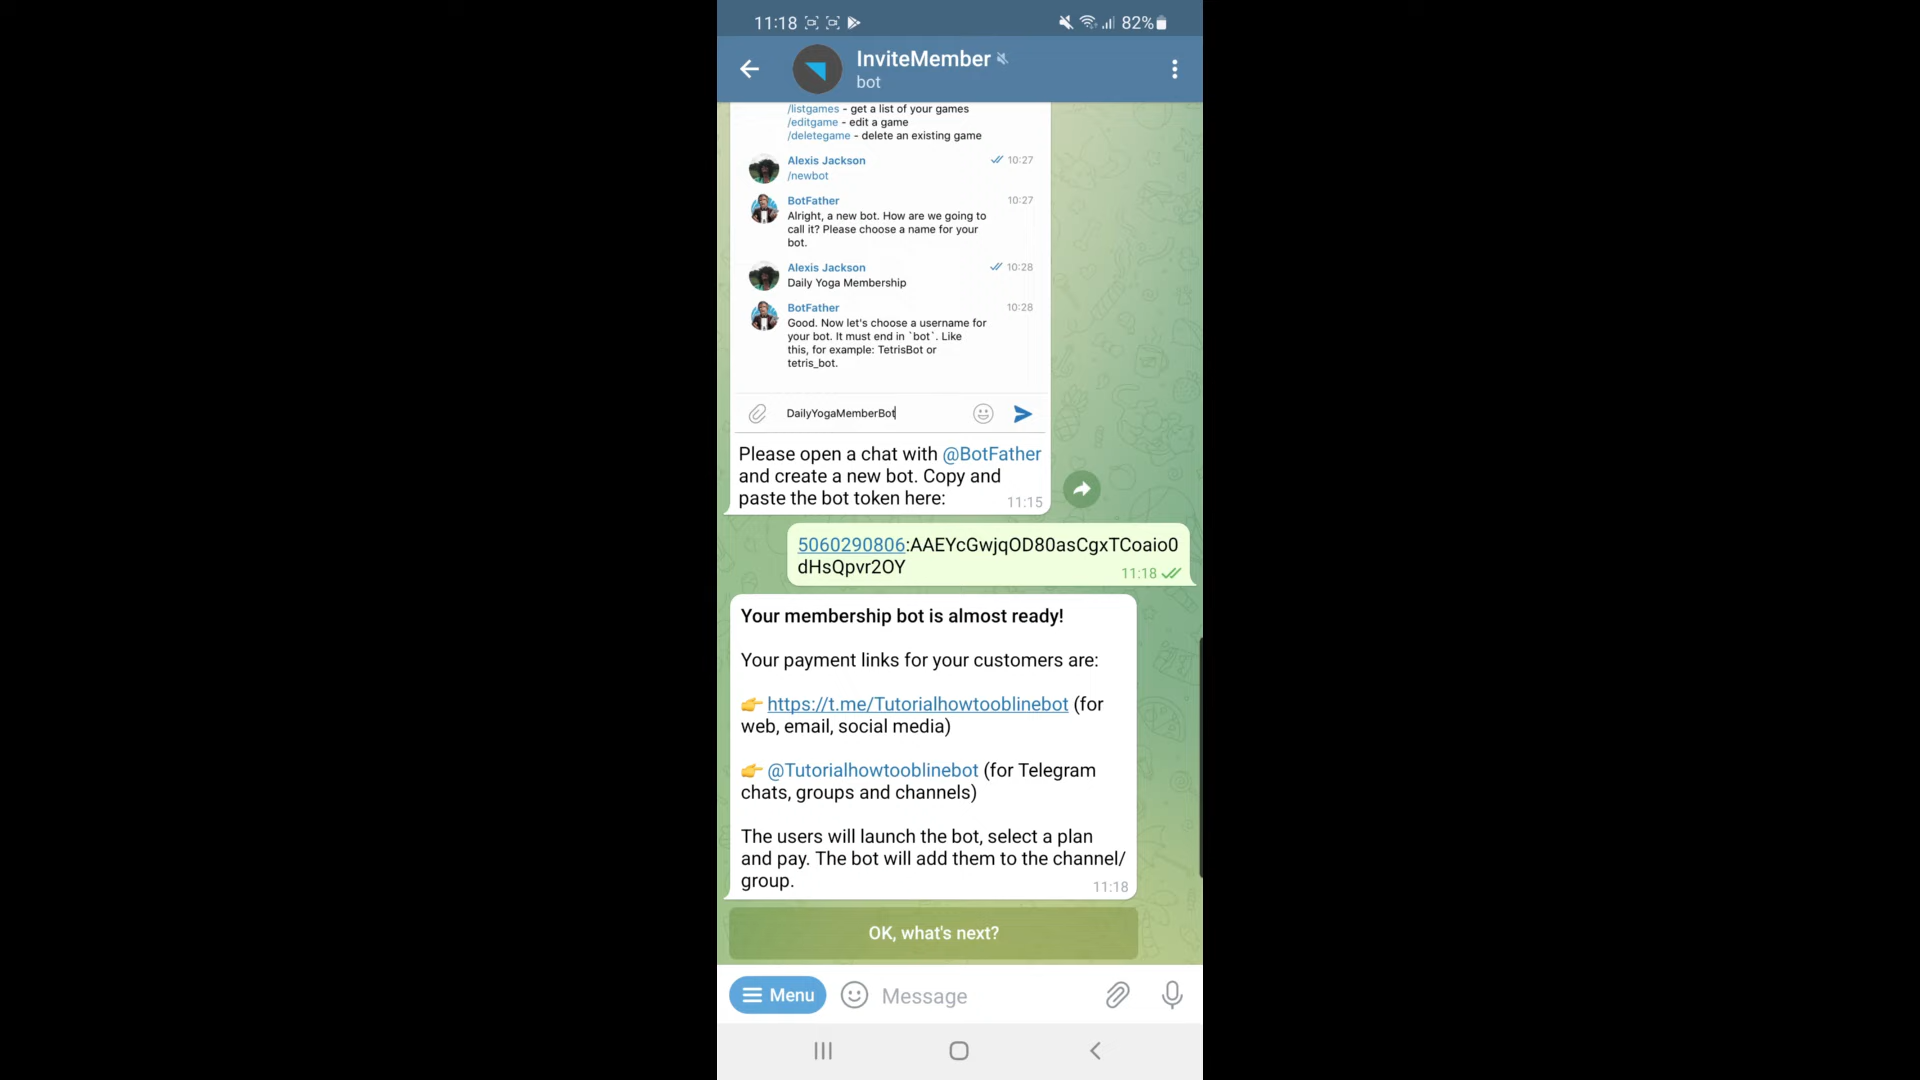 11:18 82%
InviteMember
bot
/listgames - get a list of your games
/editgame - edit a game
/deletegame - delete an existing game
Alexis Jackson 10:27
/newbot
BotFather 10:27
Alright, a new bot. How are we going to
call it? Please choose a name for your
bot.
Alexis Jackson 10:28
Daily Yoga Membership
BotFather 10:28
Good. Now let's choose a username for
your bot. It must end in `bot`. Like
this, for example: TetrisBot or
tetris_bot.
DailyYogaMemberBot
Please open a chat with @BotFather
and create a new bot. Copy and
paste the bot token here: 11:15
5060290806:AAEYcGwjqOD80asCgxTCoaio0
dHsQpvr2OY 11:18
Your membership bot is almost ready!
Your payment links for your customers are:
👉 https://t.me/Tutorialhowtooblinebot (for
web, email, social media)
👉 @Tutorialhowtooblinebot (for Telegram
chats, groups and channels)
The users will launch the bot, select a plan
and pay. The bot will add them to the channel/
group. 11:18
OK, what's next?
Menu Message